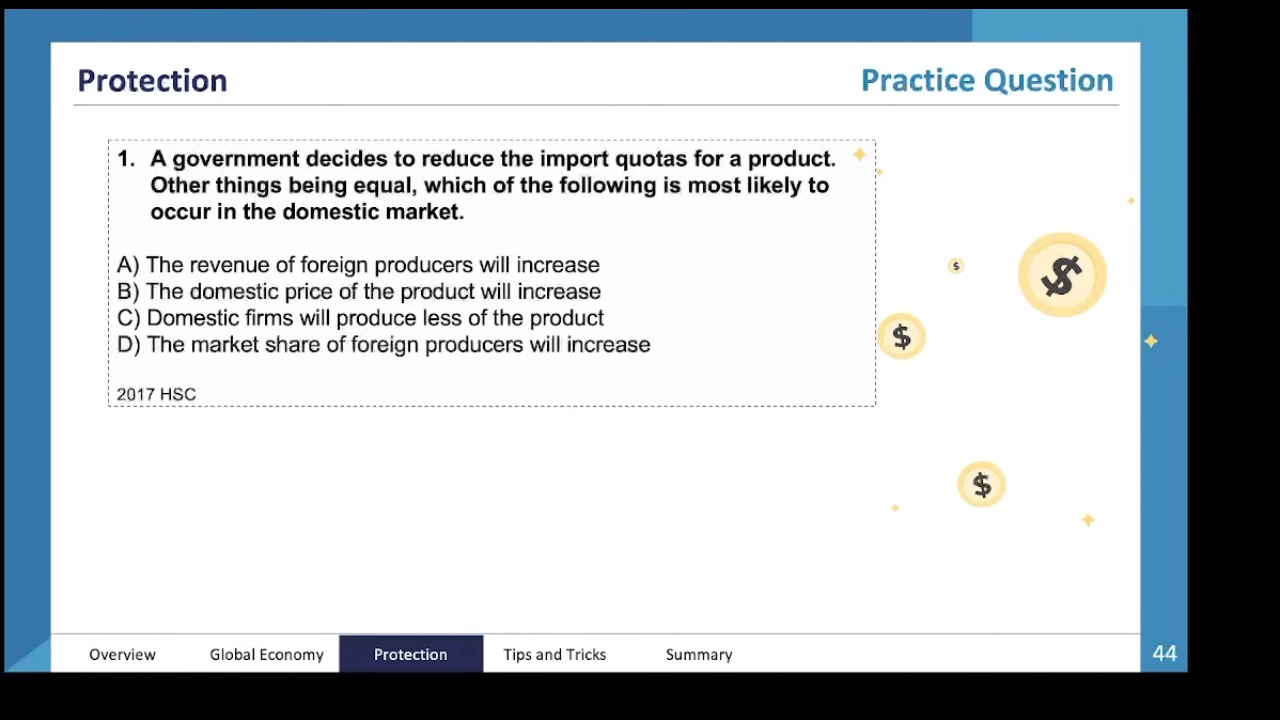 Protection
Practice Question
1. A government decides to reduce the import quotas for a product.
Other things being equal, which of the following is most likely to
occur in the domestic market.
A) The revenue of foreign producers will increase
B) The domestic price of the product will increase
C) Domestic firms will produce less of the product
D) The market share of foreign producers will increase
2017 HSC
$
$
$
$
Overview
Global Economy
Protection
Tips and Tricks
Summary
44